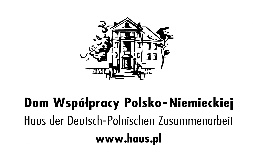 Dom Współpracy Polsko-Niemieckiej
Haus der Deutsch-Polnischen Zusammenarbeit
www.haus.pl